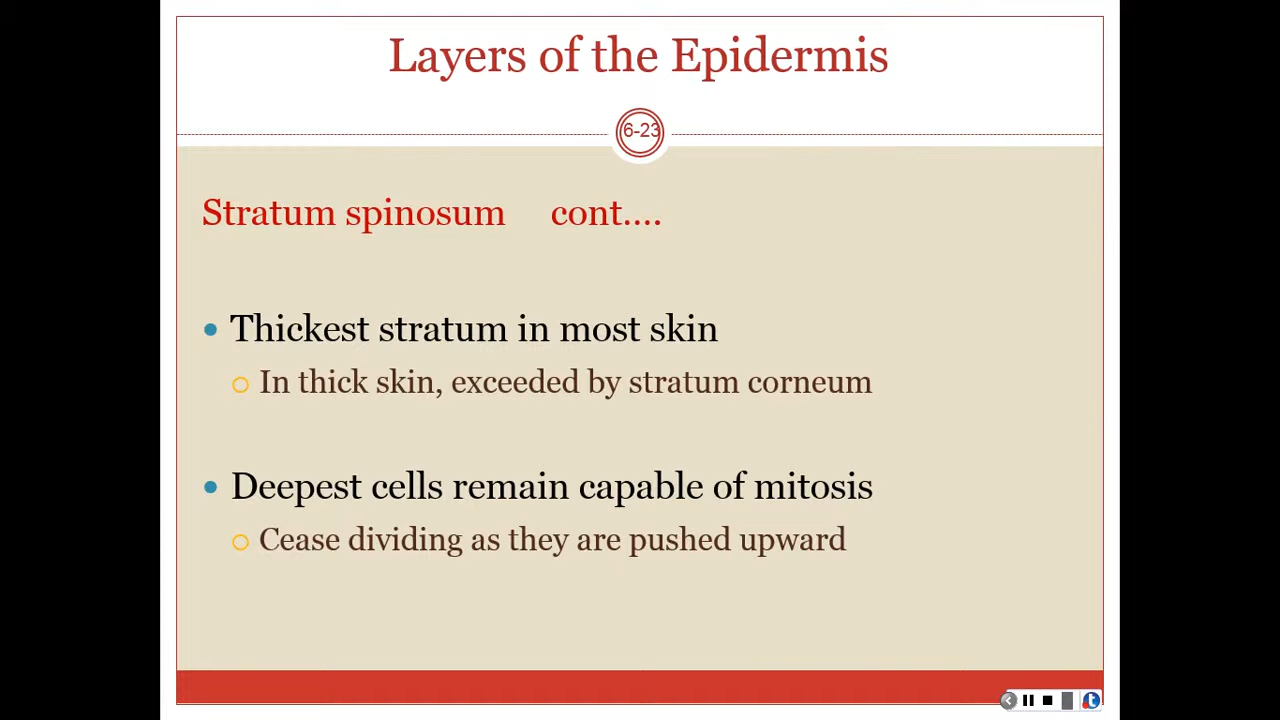 Layers of the Epidermis
6-23
Stratum spinosum cont....
Thickest stratum in most skin
In thick skin, exceeded by stratum corneum
Deepest cells remain capable of mitosis
Cease dividing as they are pushed upward
t